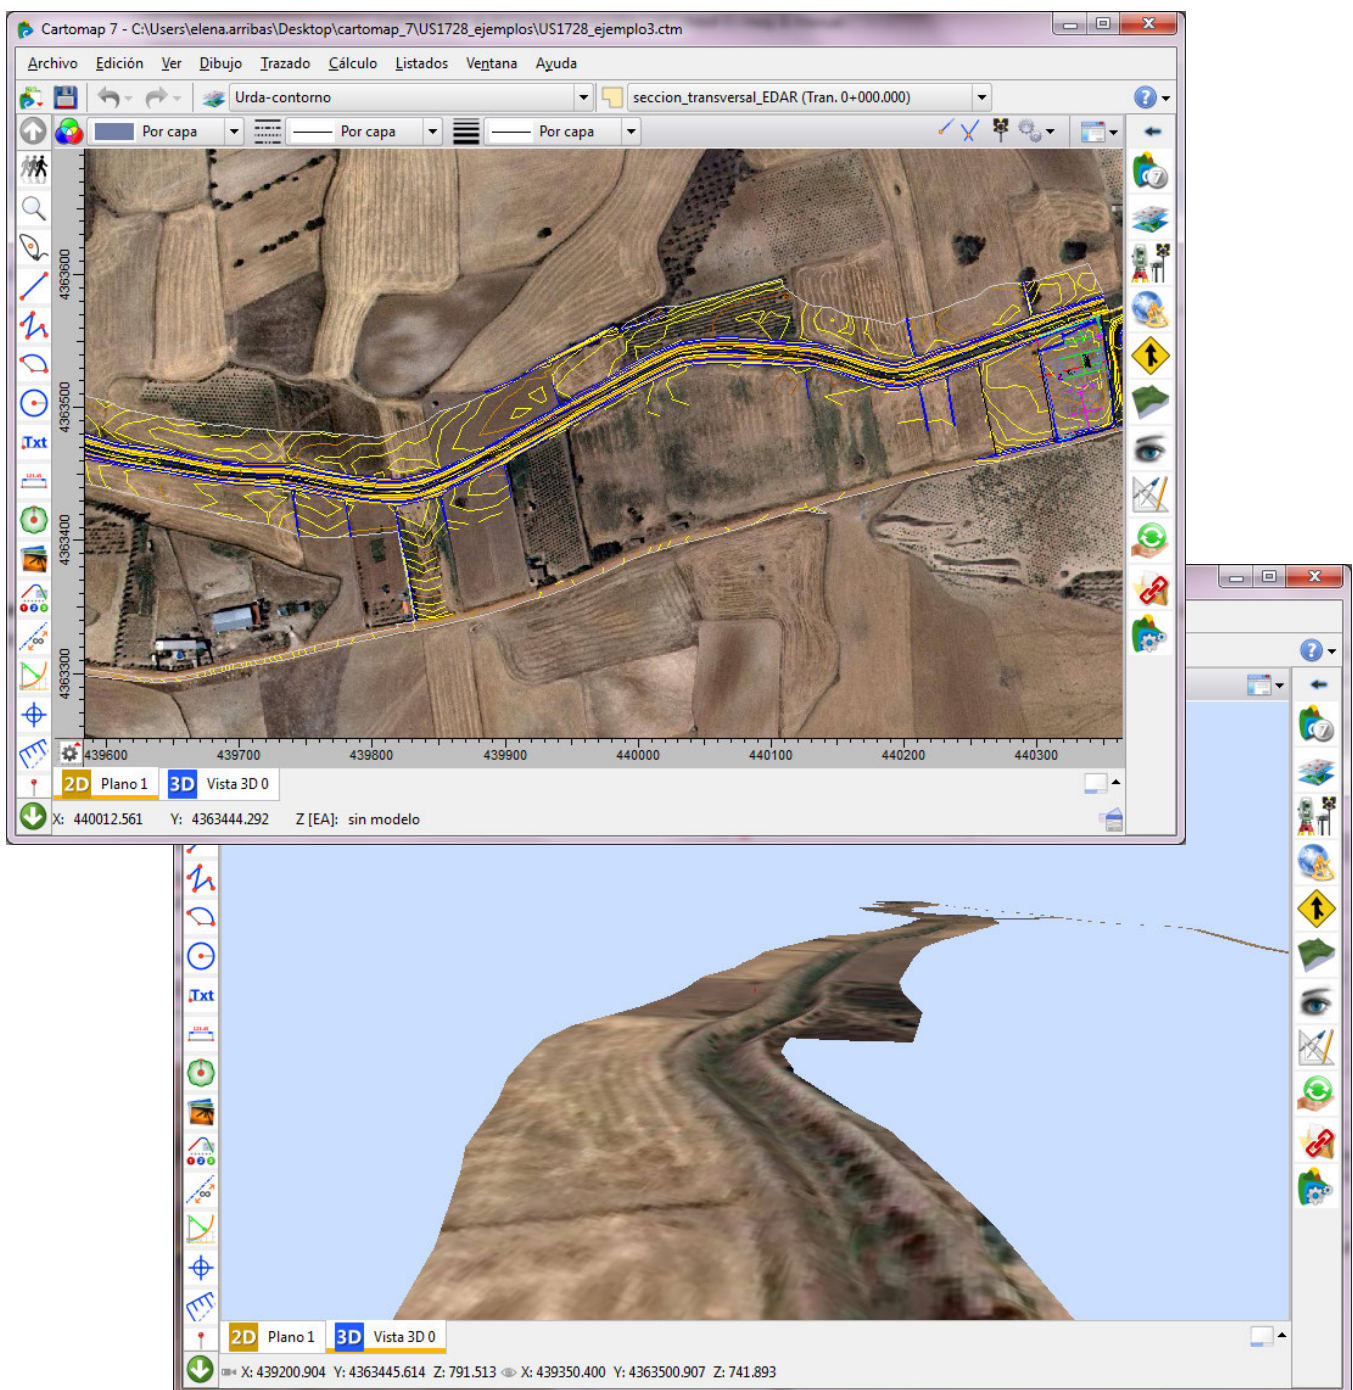 Cartomap 7 - C:\Users\elena.arribas\Desktop\cartomap_7\US1728_ejemplos\US1728_ejemplo3.ctm
Archivo Edición Ver Dibujo Trazado Cálculo Listados Ventana Ayuda
Urda-contorno seccion_transversal_EDAR (Tran. 0+000.000)
Por capa Por capa Por capa
Txt
4363600
4363500
4363400
4363300
439600 439700 439800 439900 440000 440100 440200 440300
2D Plano 1 3D Vista 3D 0
X: 440012.561 Y: 4363444.292 Z [EA]: sin modelo
Txt
2D Plano 1 3D Vista 3D 0
X: 439200.904 Y: 4363445.614 Z: 791.513 X: 439350.400 Y: 4363500.907 Z: 741.893